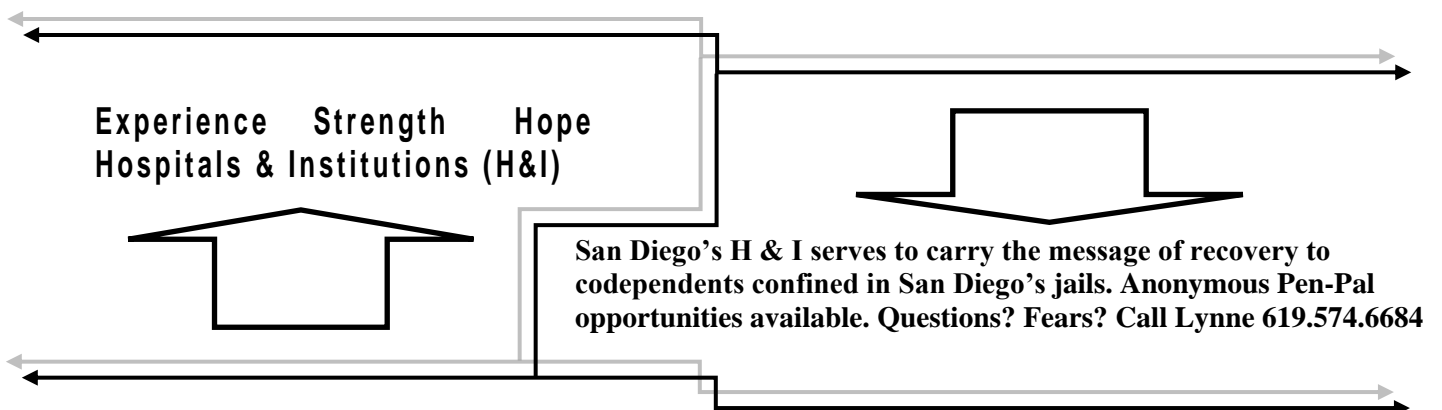 Experience Strength Hope
Hospitals & Institutions (H&I)
San Diego’s H & I serves to carry the message of recovery to
codependents confined in San Diego’s jails. Anonymous Pen-Pal
opportunities available. Questions? Fears? Call Lynne 619.574.6684